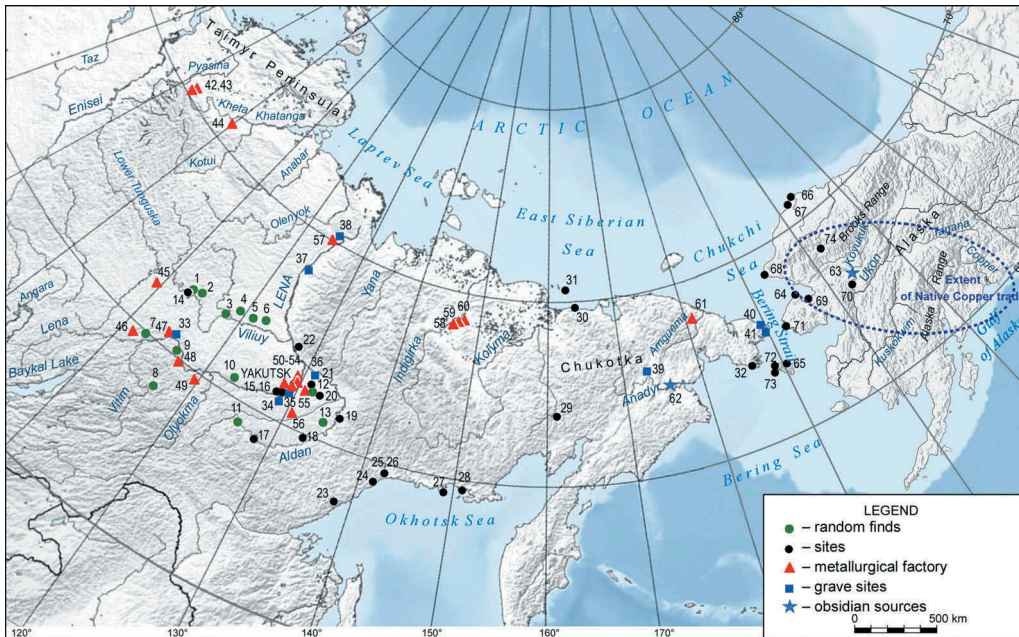 80°
70°
Taz
Taimyr Peninsula
Pyasina
42,43
Enisei
Kheta
Khatanga
44
Kotui
Anabar
Lower Tunguska
Laptev Sea
ARCTIC OCEAN
Olenyok
38
57
37
East Siberian
Sea
Chukchi
Sea
66
67
Brooks Range
Alaska
74
Koyukuk
Tanana
Copper
Ukon
63
Range
68
64
69
70
Extent
of Native Copper trad
Gulf
of Alaska
Kuskokwim
Alaska
71
Angara
45
1
2
14
3
4
5
6
LENA
Yana
Viliuy
Lena
46
7
47
33
9
48
Baykal Lake
8
49
Vitim
Olyokma
10
11
22
50-54
36
YAKUTSK
21
15,16
12
34
35
55
20
56
13
19
17
18
Aldan
Indigirka
58
59
60
Kolyma
31
30
61
Amguema
Chukotka
39
Anadyr
62
29
40
41
Bering Strait
32
72
73
65
Bering Sea
25,26
24
23
27
28
Okhotsk Sea
LEGEND
– random finds
– sites
– metallurgical factory
– grave sites
– obsidian sources
0 500 km
120°
130°
140°
150°
160°
170°